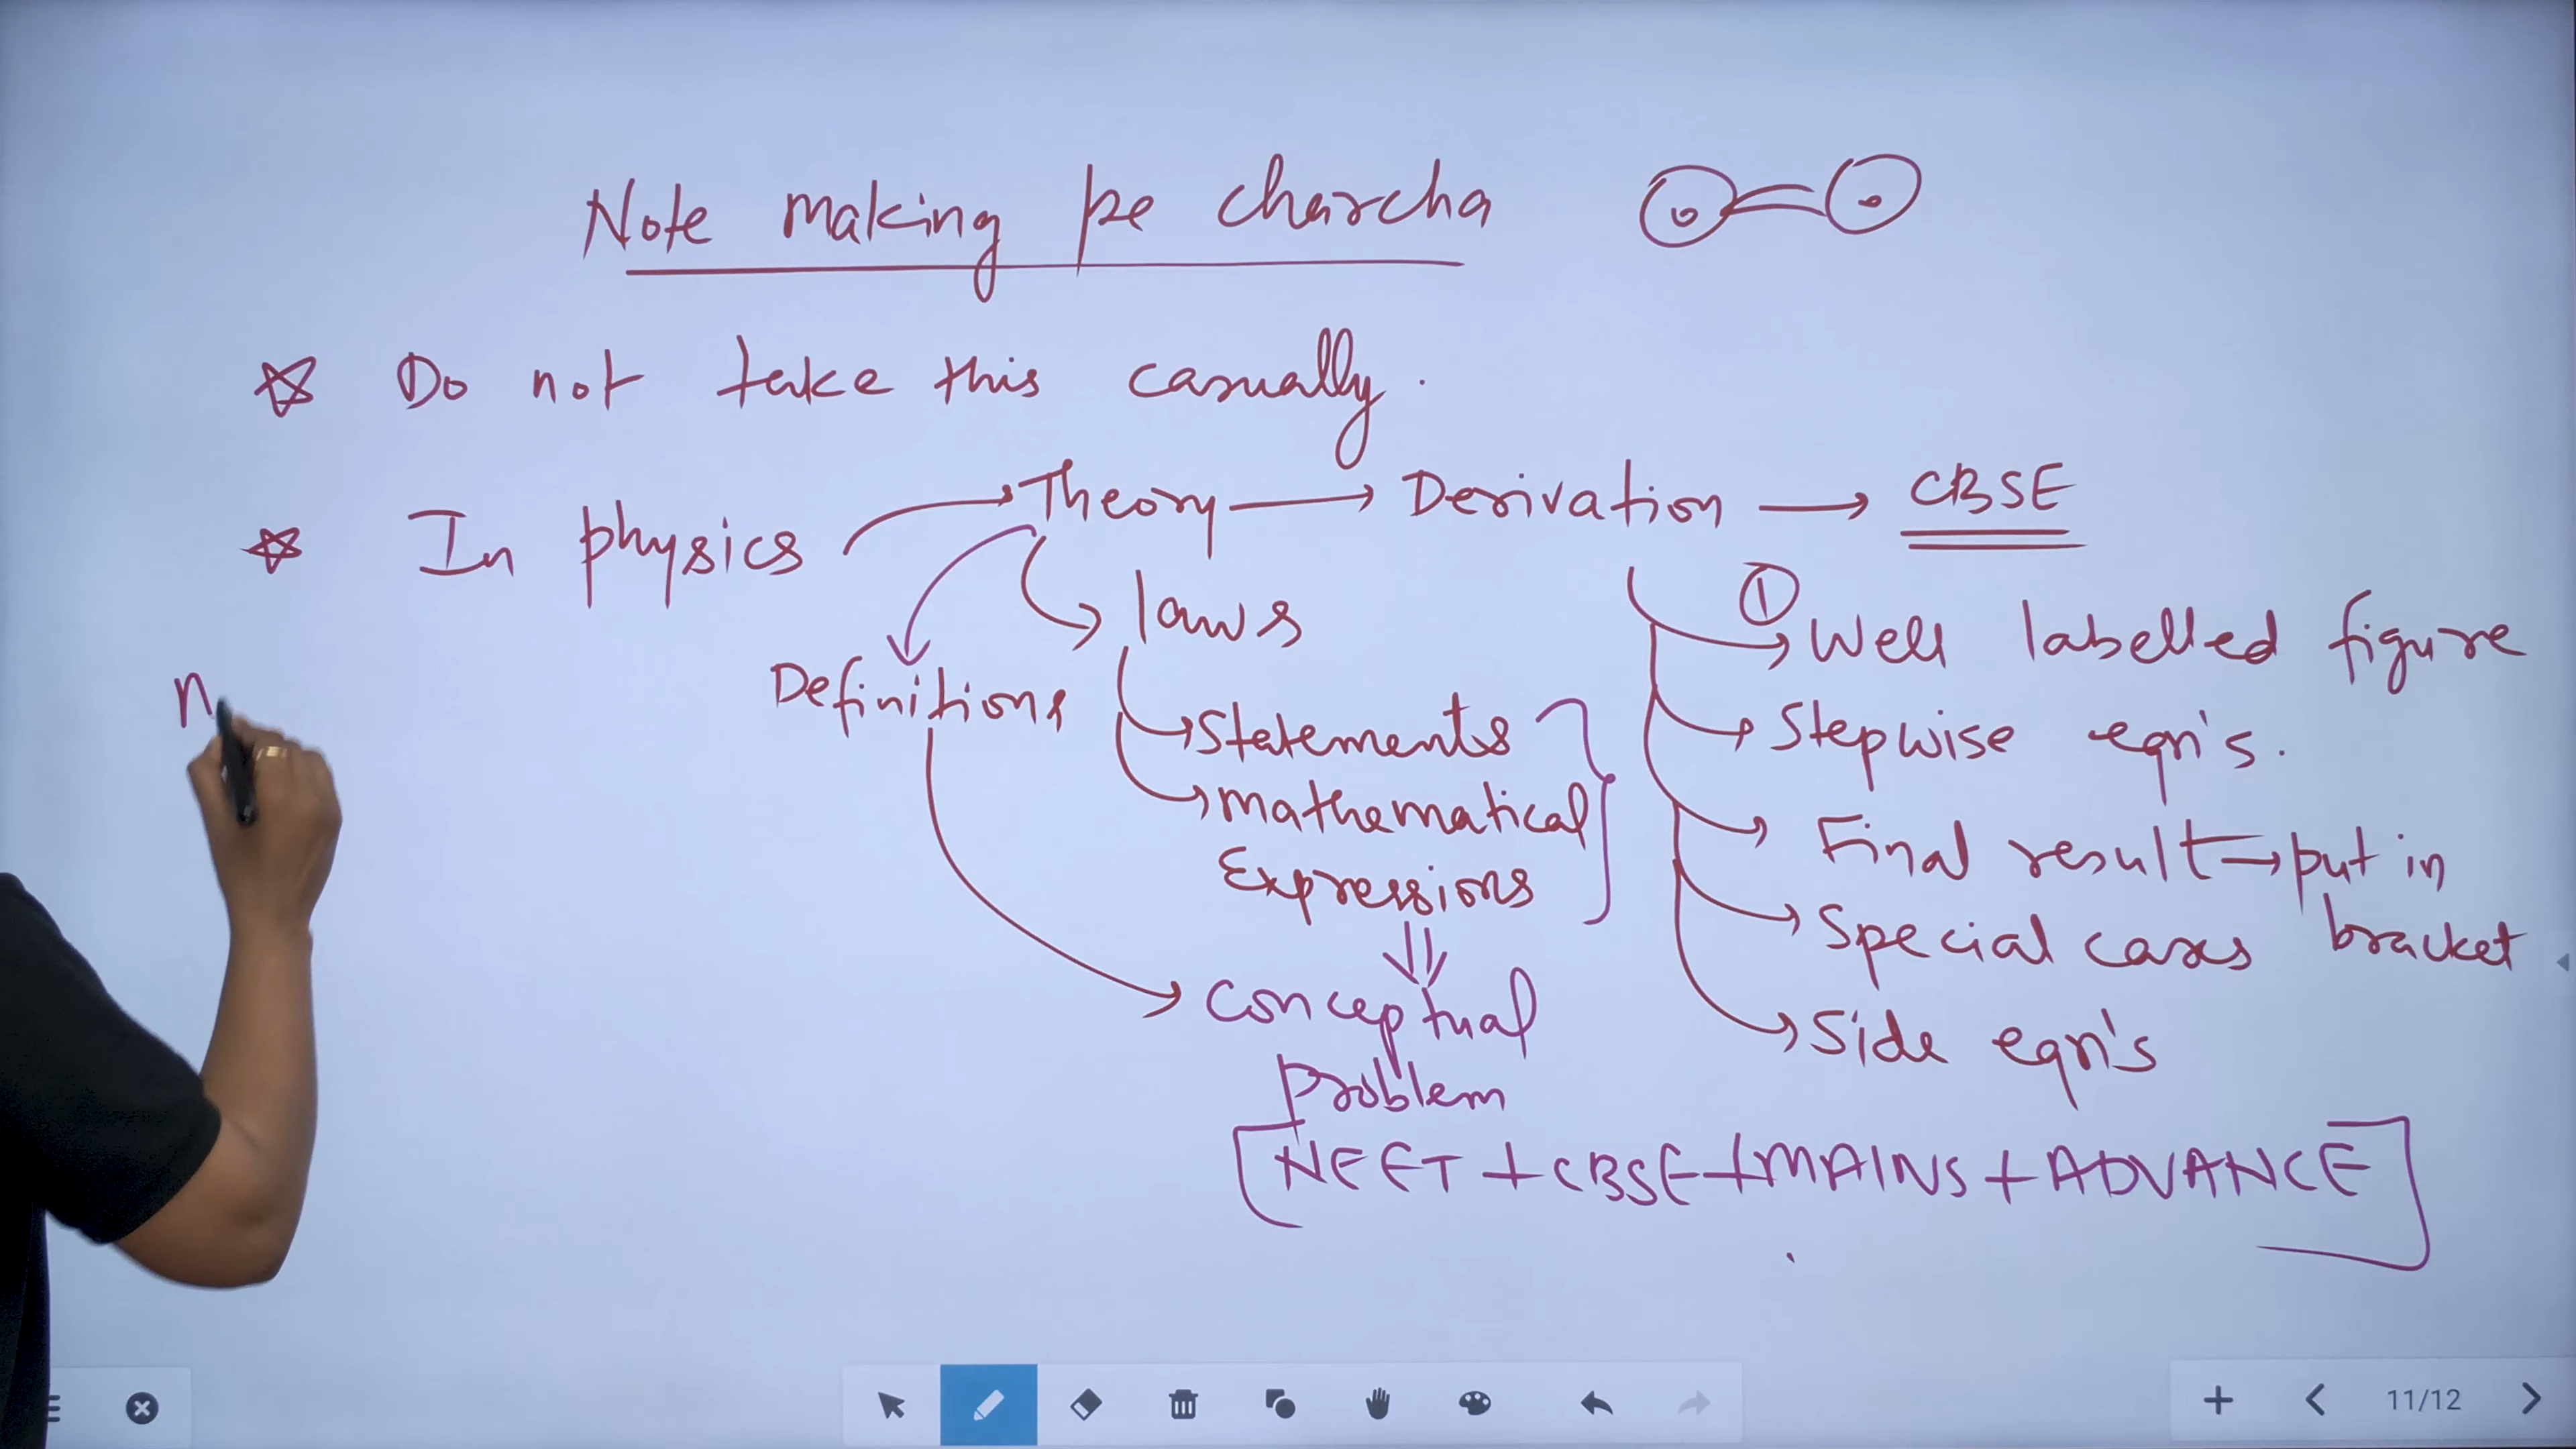 Note making pe charcha
☆ Do not take this casually.
☆ In physics → Theory → Derivation → CBSE
laws
Definitions
Statements
Mathematical
Expressions
Conceptual
problem
①
Well labelled figure
Stepwise eqn's.
Final result → put in
bracket
Special cases
Side eqn's
[NEET + CBSE + MAINS + ADVANCE]
n
11/12